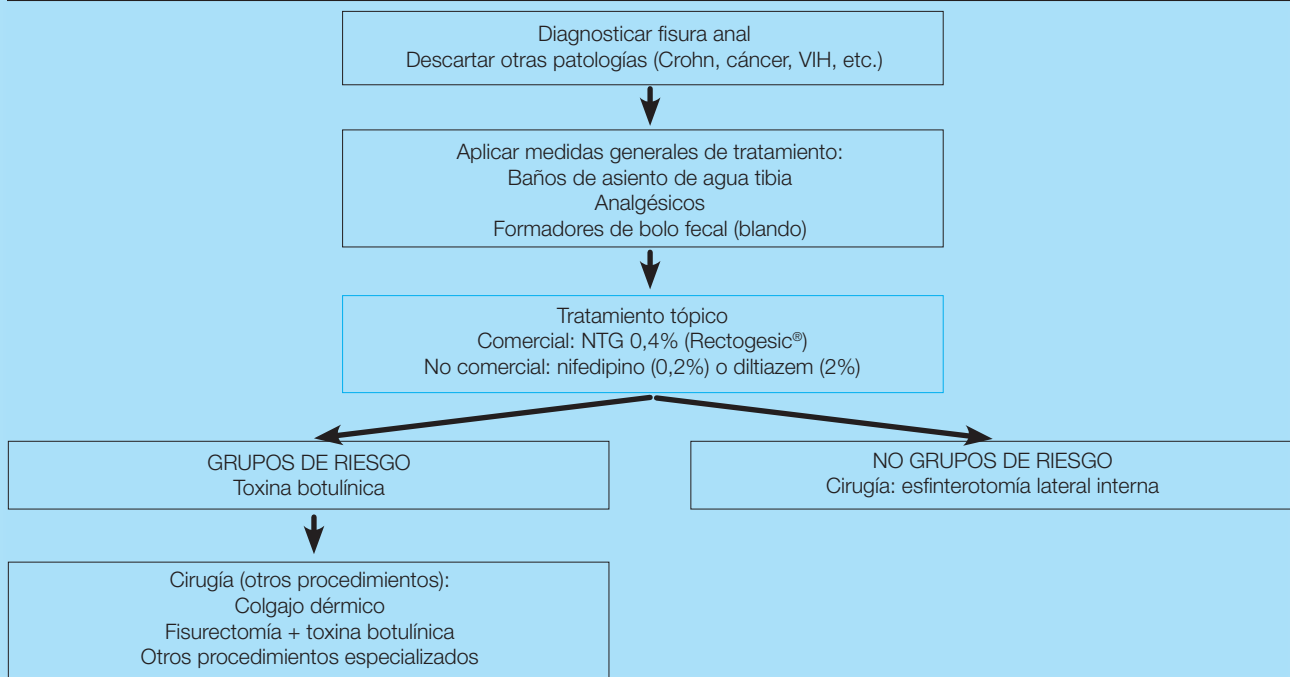 Diagnosticar fisura anal
Descartar otras patologías (Crohn, cáncer, VIH, etc.)
Aplicar medidas generales de tratamiento:
Baños de asiento de agua tibia
Analgésicos
Formadores de bolo fecal (blando)
Tratamiento tópico
Comercial: NTG 0,4% (Rectogesic®)
No comercial: nifedipino (0,2%) o diltiazem (2%)
GRUPOS DE RIESGO
Toxina botulínica
NO GRUPOS DE RIESGO
Cirugía: esfinterotomía lateral interna
Cirugía (otros procedimientos):
Colgajo dérmico
Fisurectomía + toxina botulínica
Otros procedimientos especializados